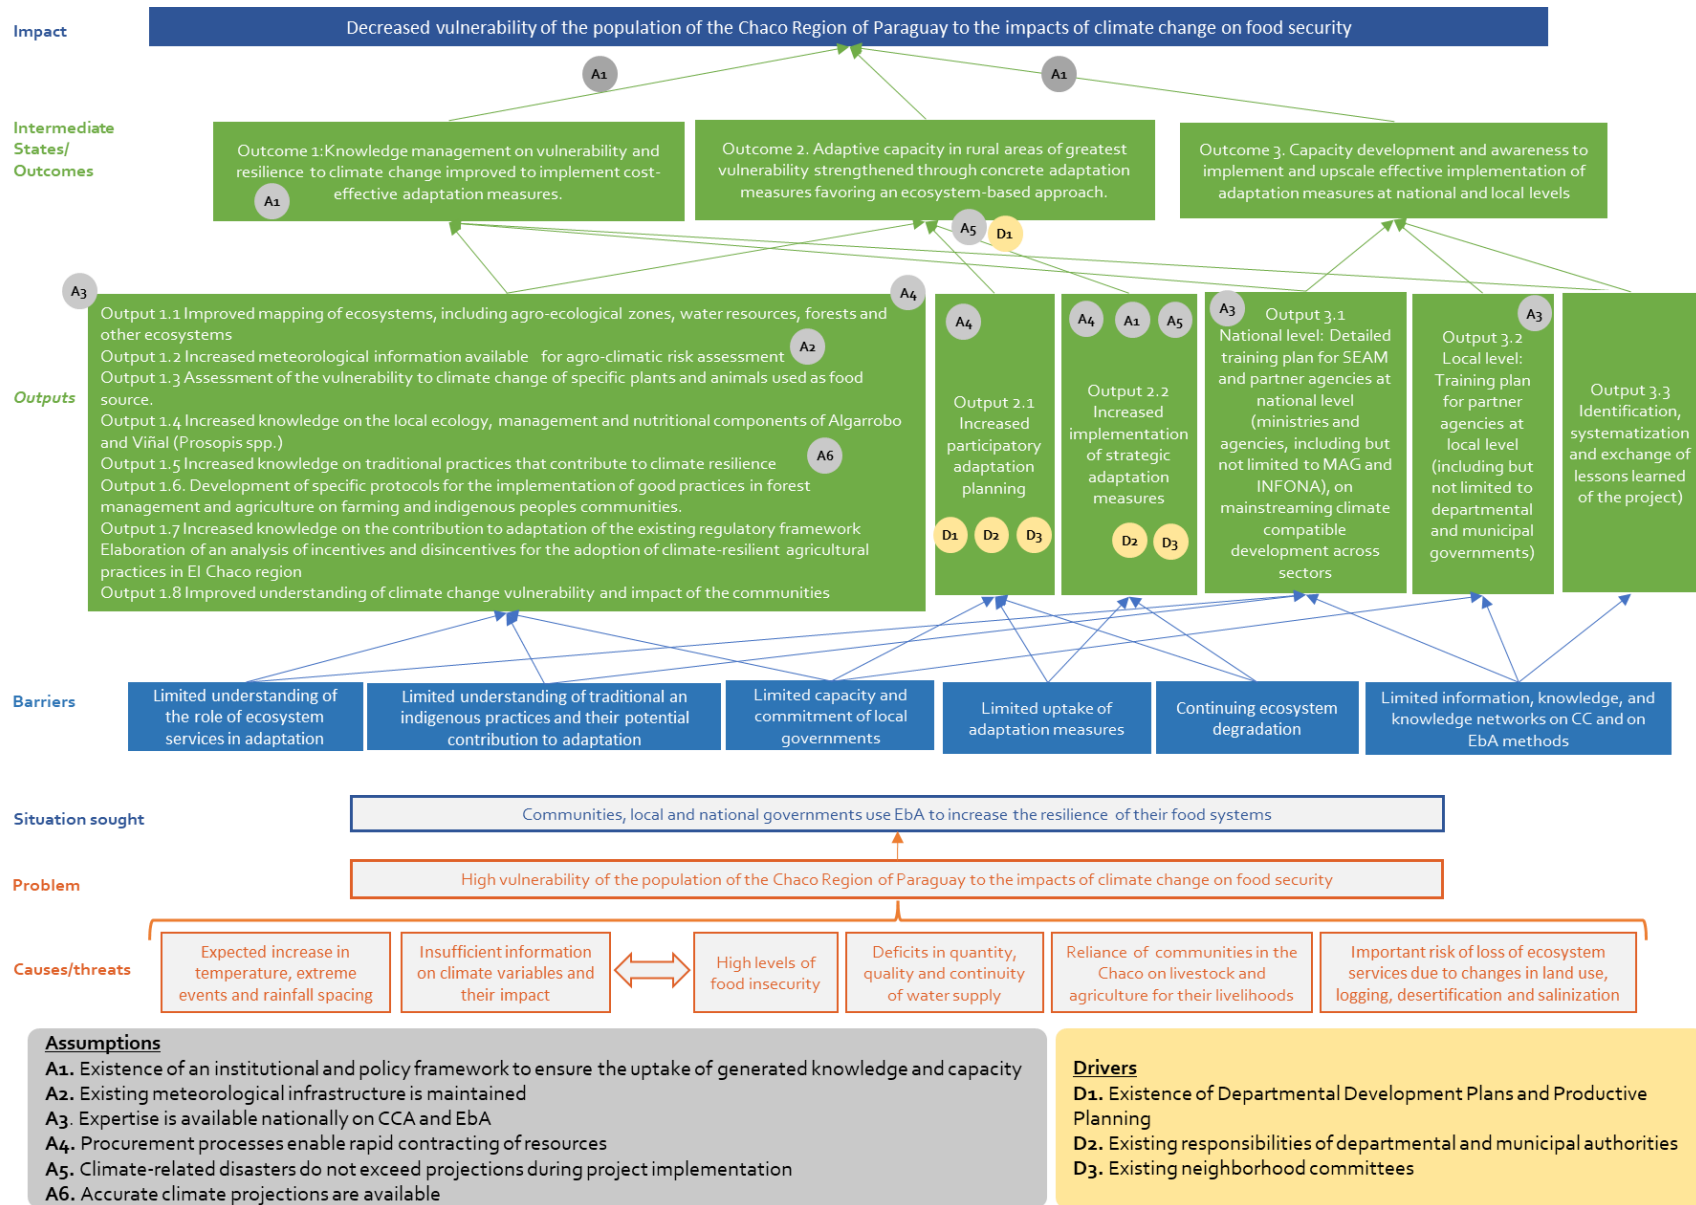 Impact
Decreased vulnerability of the population of the Chaco Region of Paraguay to the impacts of climate change on food security
A1
A1
Intermediate
States/
Outcomes
Outcome 1:Knowledge management on vulnerability and
resilience to climate change improved to implement cost-
effective adaptation measures.
A1
Outcome 2. Adaptive capacity in rural areas of greatest
vulnerability strengthened through concrete adaptation
measures favoring an ecosystem-based approach.
A5
D1
Outcome 3. Capacity development and awareness to
implement and upscale effective implementation of
adaptation measures at national and local levels
Outputs
A3
A4
Output 1.1 Improved mapping of ecosystems, including agro-ecological zones, water resources, forests and
other ecosystems
Output 1.2 Increased meteorological information available for agro-climatic risk assessment
A2
Output 1.3 Assessment of the vulnerability to climate change of specific plants and animals used as food
source.
Output 1.4 Increased knowledge on the local ecology, management and nutritional components of Algarrobo
and Viñal (Prosopis spp.)
Output 1.5 Increased knowledge on traditional practices that contribute to climate resilience
A6
Output 1.6. Development of specific protocols for the implementation of good practices in forest
management and agriculture on farming and indigenous peoples communities.
Output 1.7 Increased knowledge on the contribution to adaptation of the existing regulatory framework
Elaboration of an analysis of incentives and disincentives for the adoption of climate-resilient agricultural
practices in El Chaco region
Output 1.8 Improved understanding of climate change vulnerability and impact of the communities
A4
Output 2.1
Increased
participatory
adaptation
planning
D1
D2
D3
A4
A1
A5
Output 2.2
Increased
implementation
of strategic
adaptation
measures
D2
D3
A3
Output 3.1
National level: Detailed
training plan for SEAM
and partner agencies at
national level
(ministries and
agencies, including but
not limited to MAG and
INFONA), on
mainstreaming climate
compatible
development across
sectors
A3
Output 3.2
Local level:
Training plan
for partner
agencies at
local level
(including but
not limited to
departmental
and municipal
governments)
Output 3.3
Identification,
systematization
and exchange of
lessons learned
of the project)
Barriers
Limited understanding of
the role of ecosystem
services in adaptation
Limited understanding of traditional an
indigenous practices and their potential
contribution to adaptation
Limited capacity and
commitment of local
governments
Limited uptake of
adaptation measures
Continuing ecosystem
degradation
Limited information, knowledge, and
knowledge networks on CC and on
EbA methods
Situation sought
Communities, local and national governments use EbA to increase the resilience of their food systems
Problem
High vulnerability of the population of the Chaco Region of Paraguay to the impacts of climate change on food security
Causes/threats
Expected increase in
temperature, extreme
events and rainfall spacing
Insufficient information
on climate variables and
their impact
High levels of
food insecurity
Deficits in quantity,
quality and continuity
of water supply
Reliance of communities in the
Chaco on livestock and
agriculture for their livelihoods
Important risk of loss of ecosystem
services due to changes in land use,
logging, desertification and salinization
Assumptions
A1. Existence of an institutional and policy framework to ensure the uptake of generated knowledge and capacity
A2. Existing meteorological infrastructure is maintained
A3. Expertise is available nationally on CCA and EbA
A4. Procurement processes enable rapid contracting of resources
A5. Climate-related disasters do not exceed projections during project implementation
A6. Accurate climate projections are available
Drivers
D1. Existence of Departmental Development Plans and Productive
Planning
D2. Existing responsibilities of departmental and municipal authorities
D3. Existing neighborhood committees